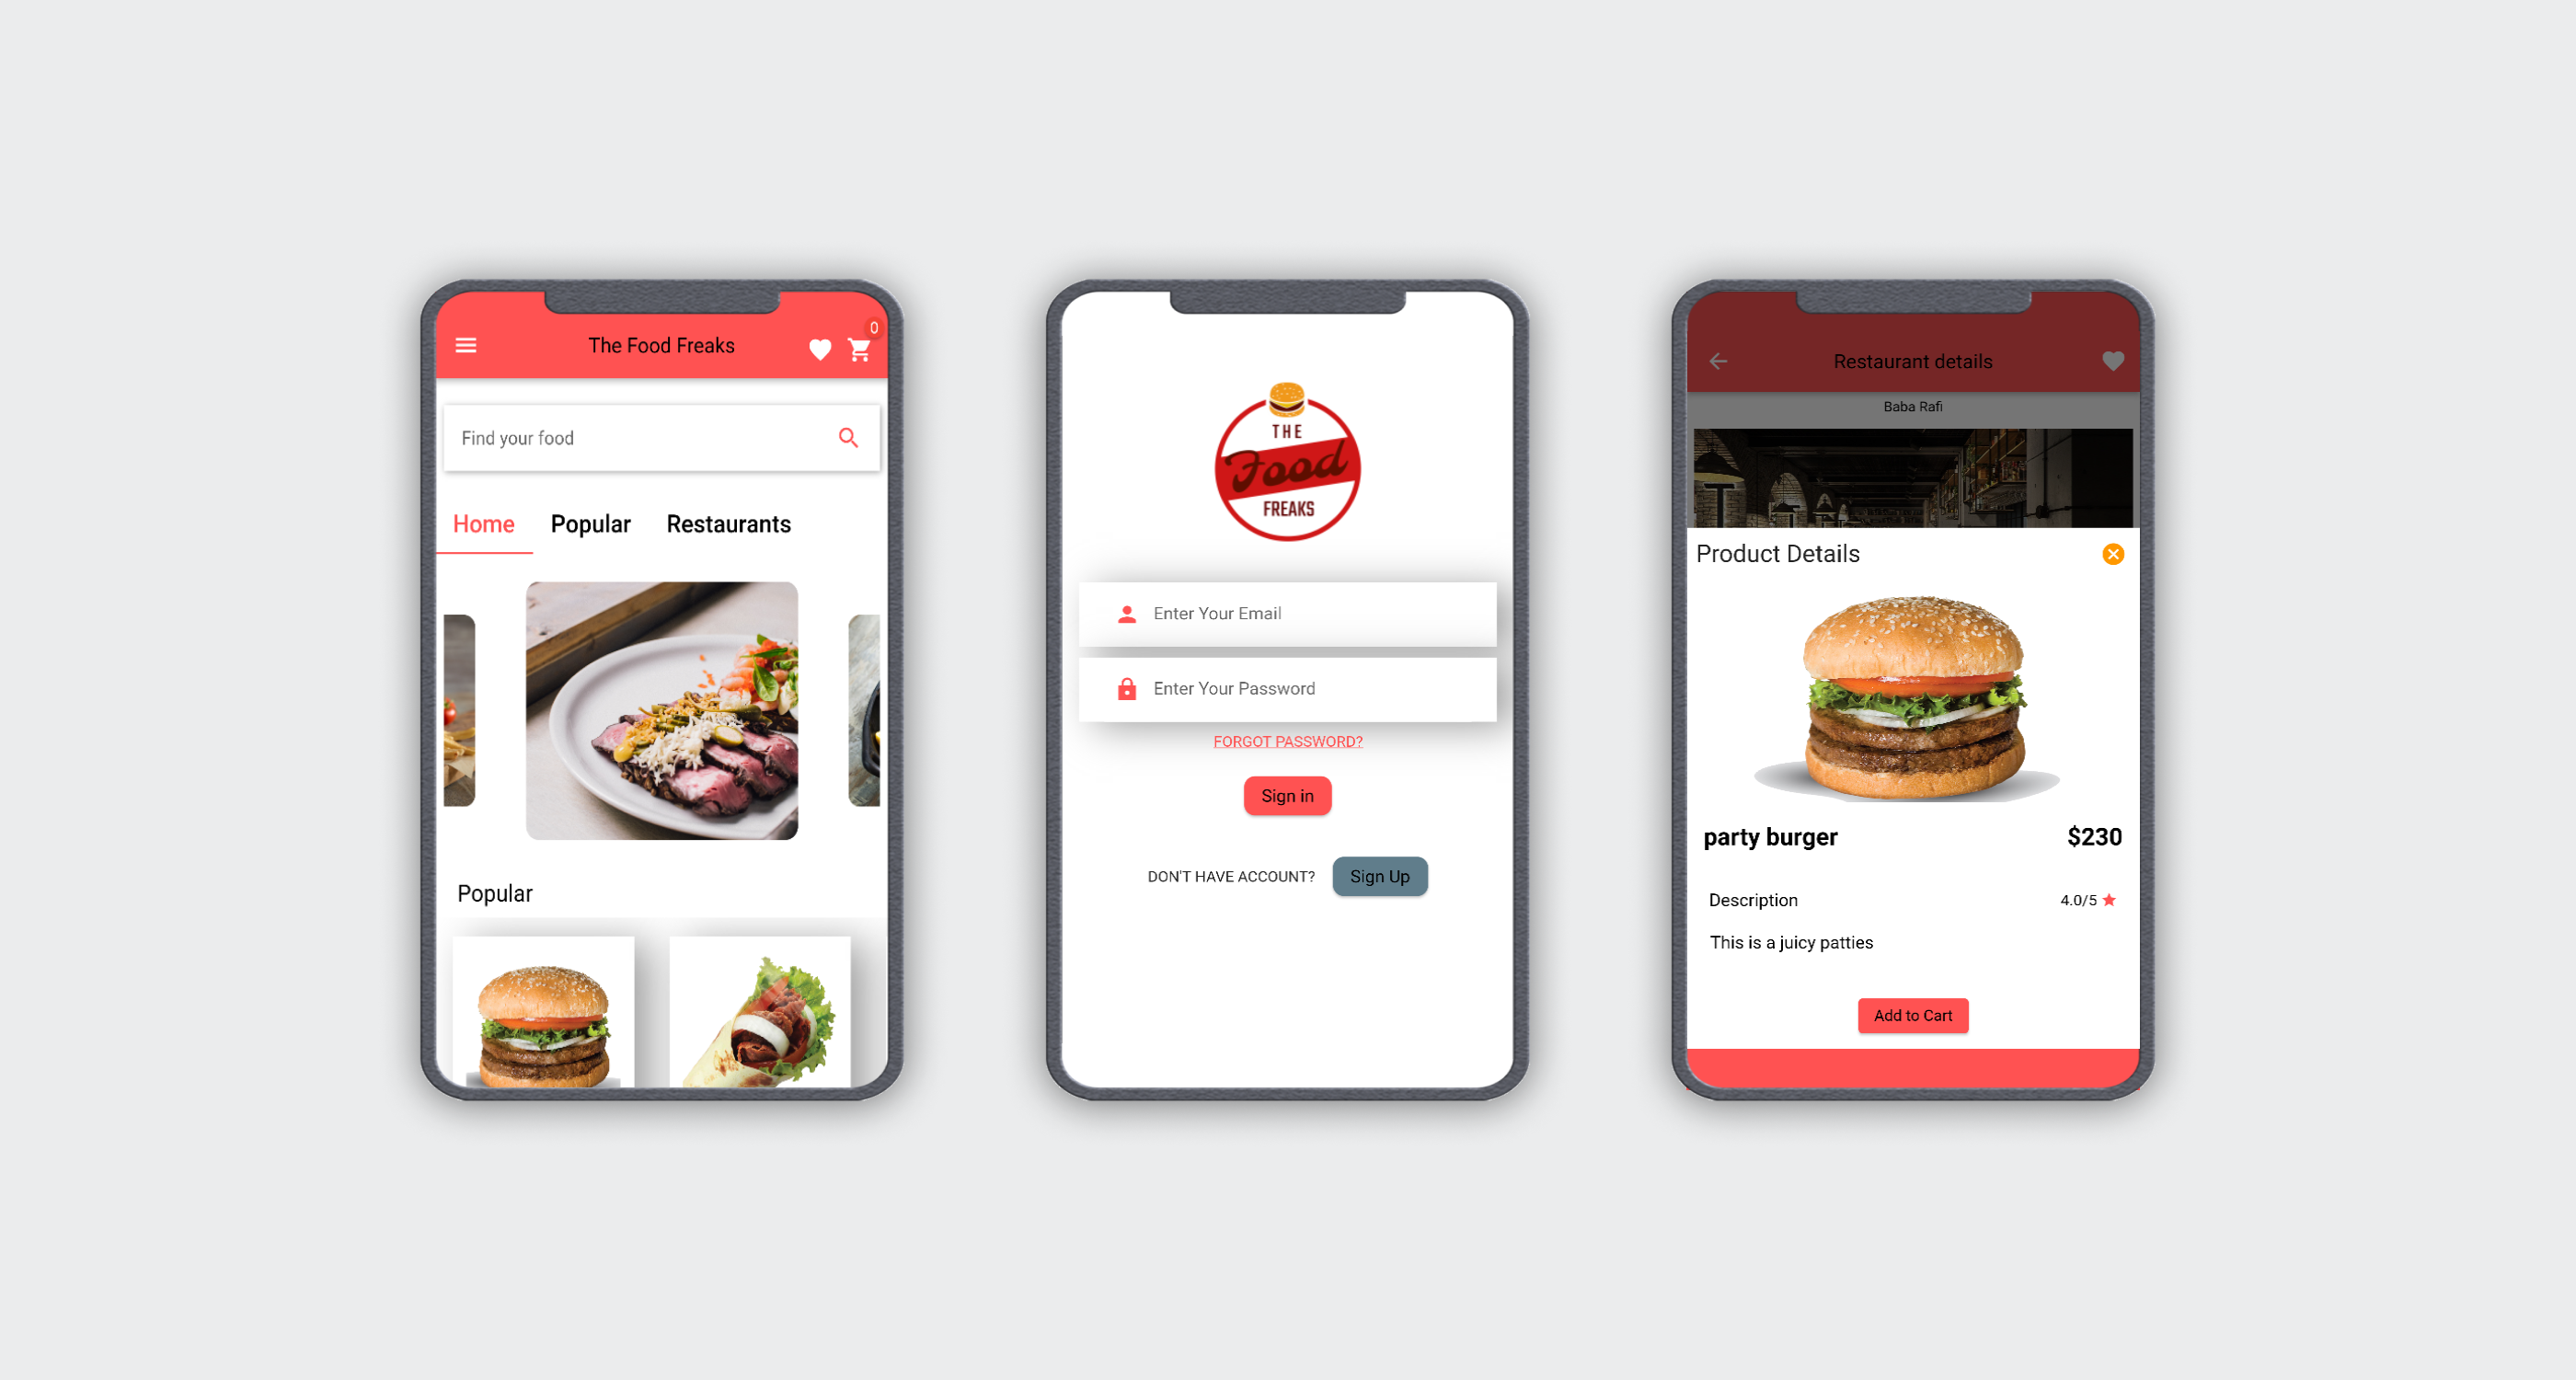 The Food Freaks
0
Find your food
Home Popular Restaurants
Popular
THE
Food
FREAKS
Enter Your Email
Enter Your Password
FORGOT PASSWORD?
Sign in
DON'T HAVE ACCOUNT? Sign Up
Restaurant details
Baba Rafi
Product Details
party burger $230
Description 4.0/5
This is a juicy patties
Add to Cart